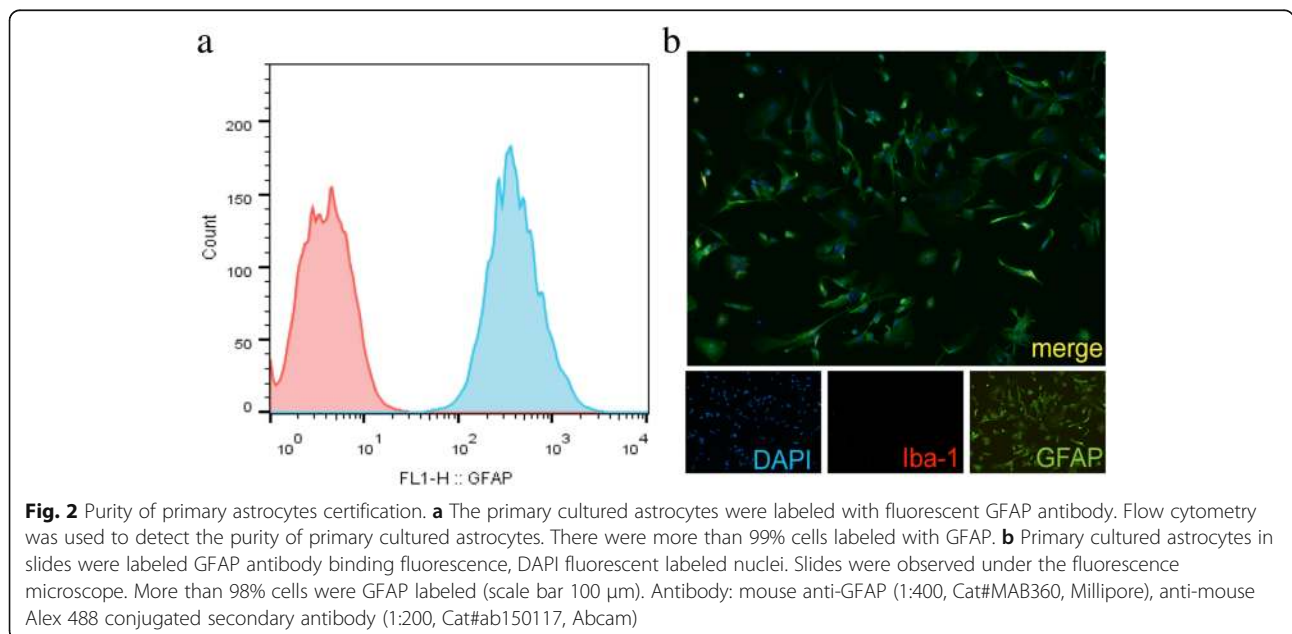 a
b
200
150
100
50
0
Count
10^0 10^1 10^2 10^3 10^4
FL1-H :: GFAP
merge
DAPI
Iba-1
GFAP
Fig. 2 Purity of primary astrocytes certification. a The primary cultured astrocytes were labeled with fluorescent GFAP antibody. Flow cytometry
was used to detect the purity of primary cultured astrocytes. There were more than 99% cells labeled with GFAP. b Primary cultured astrocytes in
slides were labeled GFAP antibody binding fluorescence, DAPI fluorescent labeled nuclei. Slides were observed under the fluorescence
microscope. More than 98% cells were GFAP labeled (scale bar 100 μm). Antibody: mouse anti-GFAP (1:400, Cat#MAB360, Millipore), anti-mouse
Alex 488 conjugated secondary antibody (1:200, Cat#ab150117, Abcam)